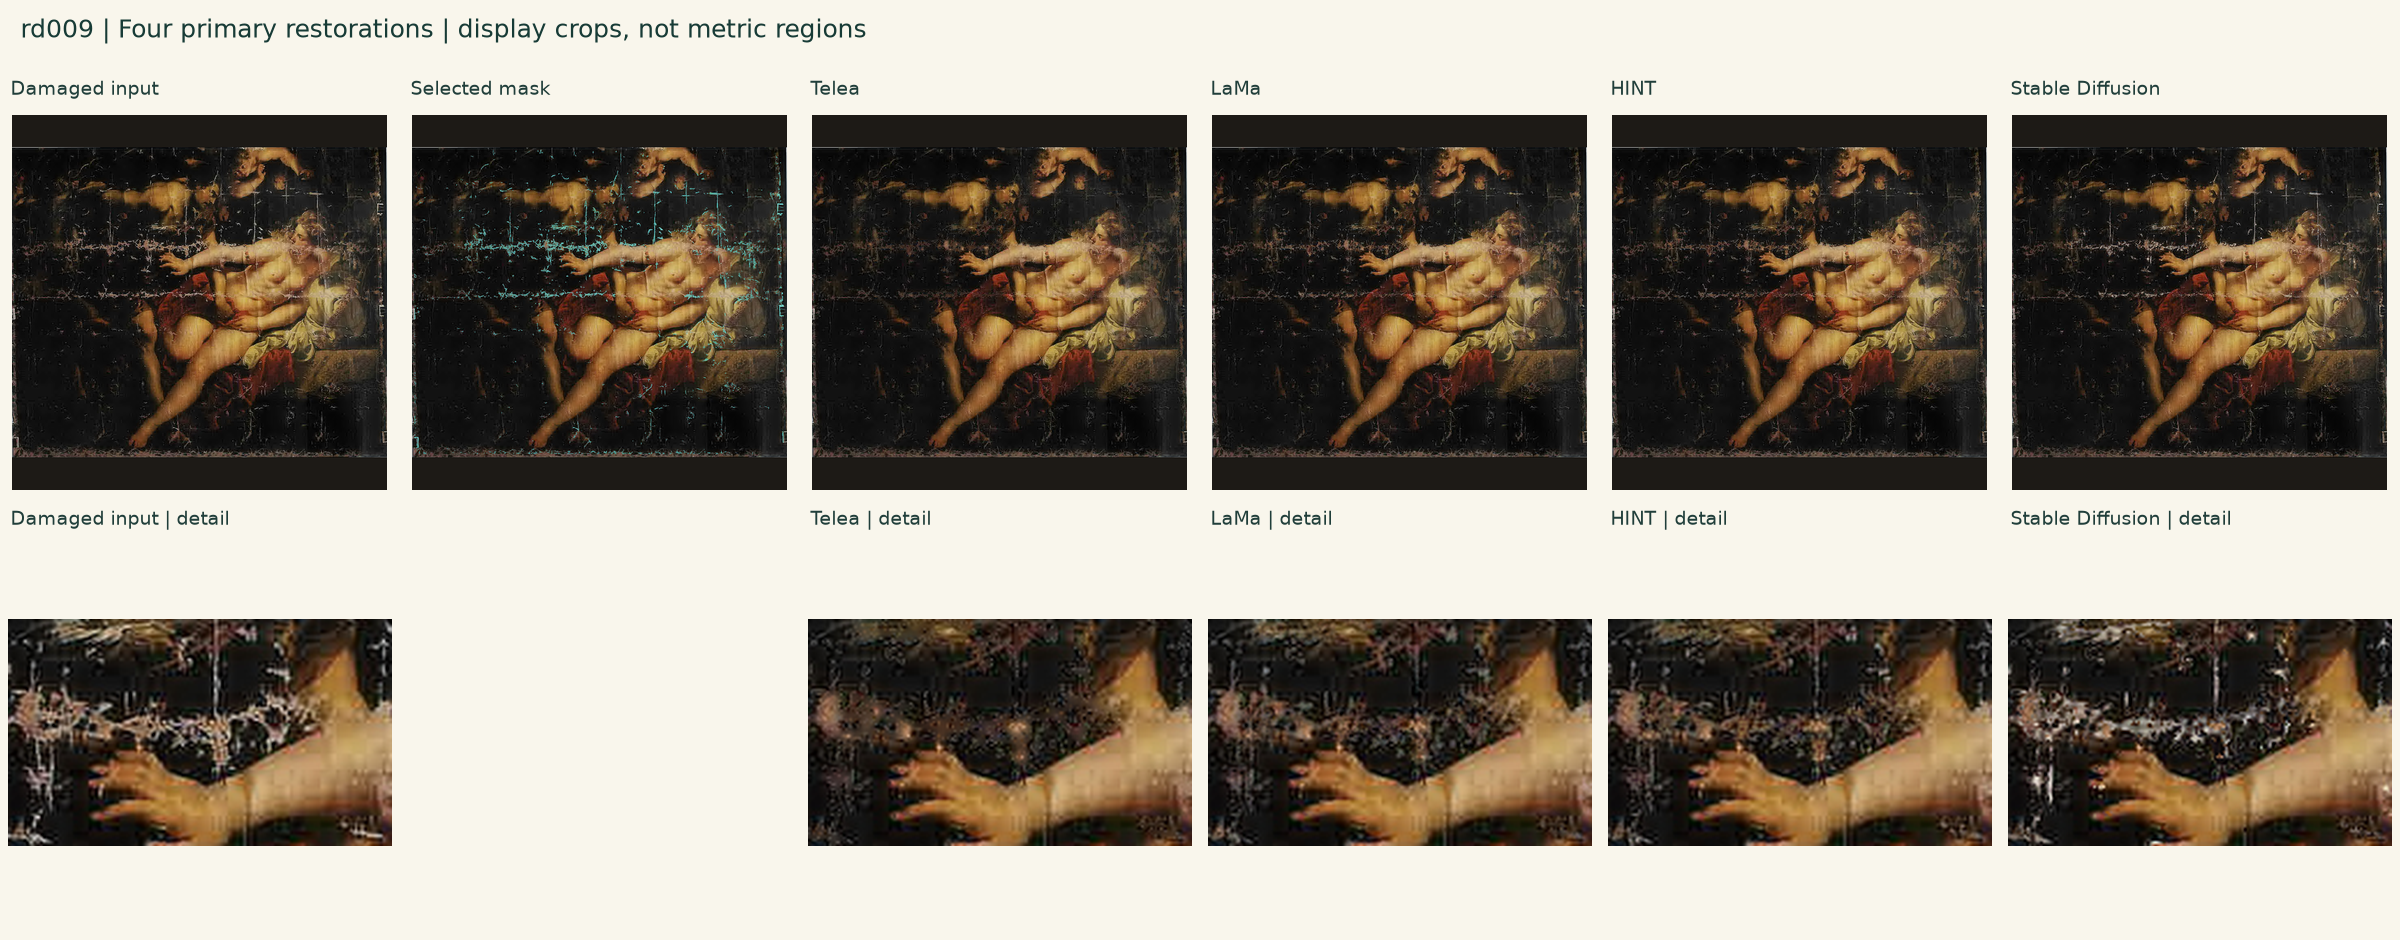 rd009 | Four primary restorations | display crops, not metric regions
Damaged input
Selected mask
Telea
LaMa
HINT
Stable Diffusion
Damaged input | detail
Telea | detail
LaMa | detail
HINT | detail
Stable Diffusion | detail